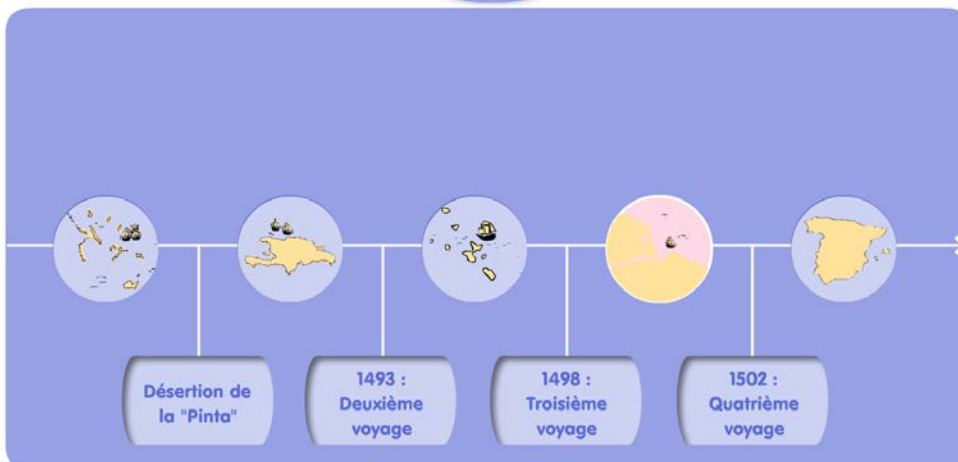 Désertion de
la "Pinta"
1493 :
Deuxième
voyage
1498 :
Troisième
voyage
1502 :
Quatrième
voyage